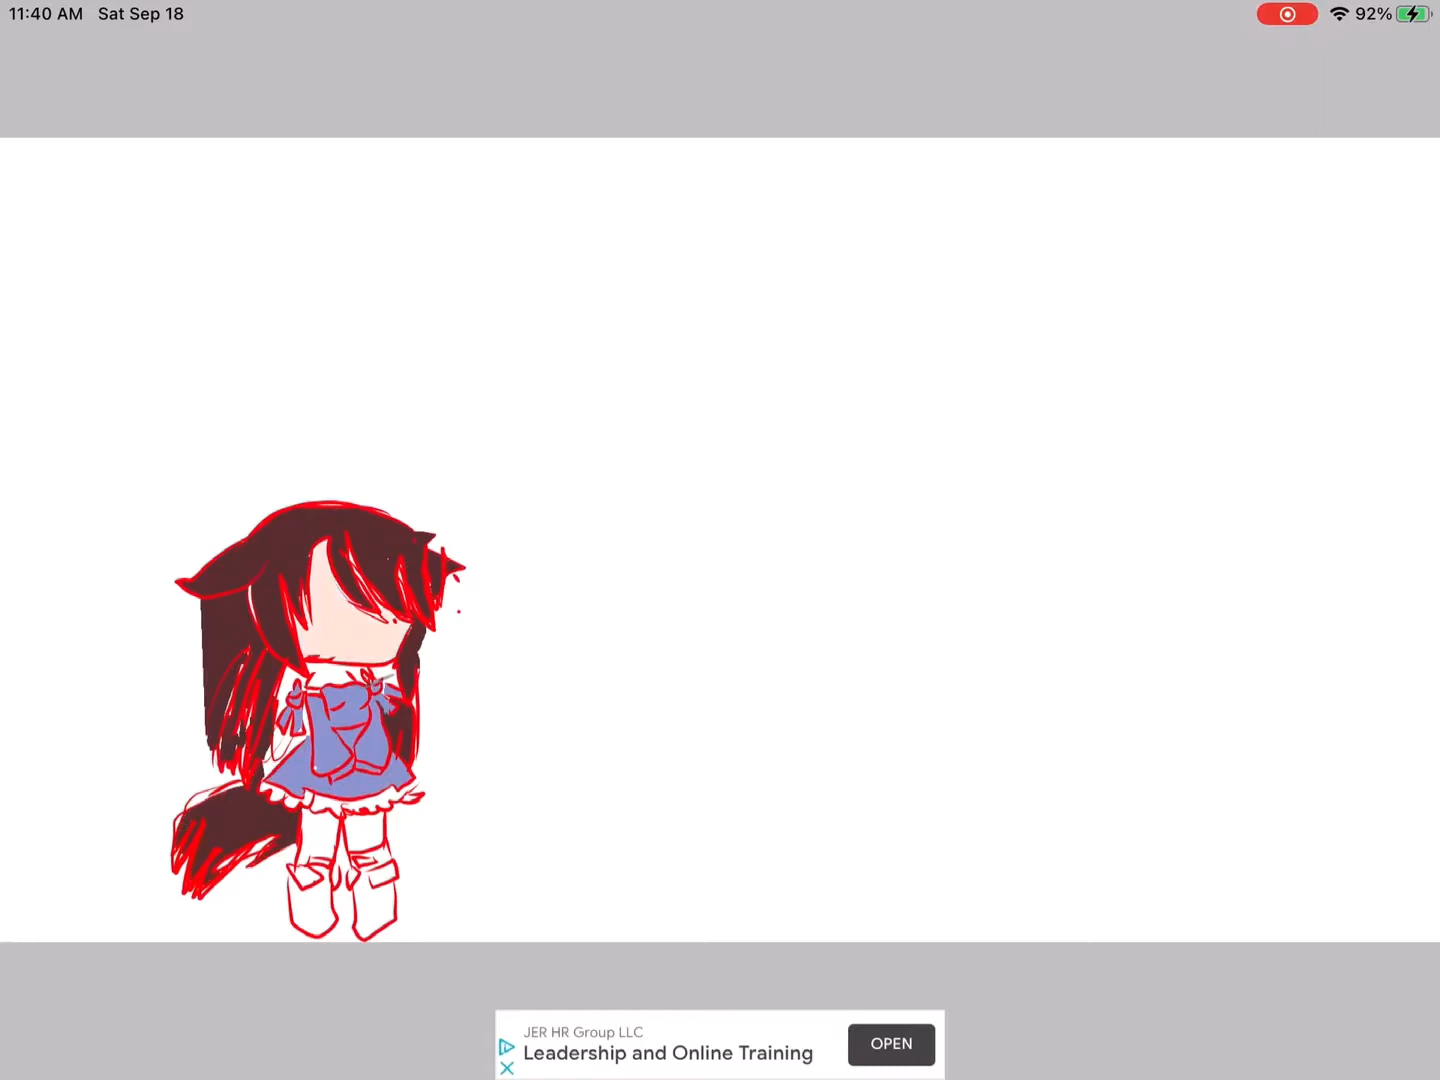 11:40 AM Sat Sep 18
92%
JER HR Group LLC
Leadership and Online Training
OPEN